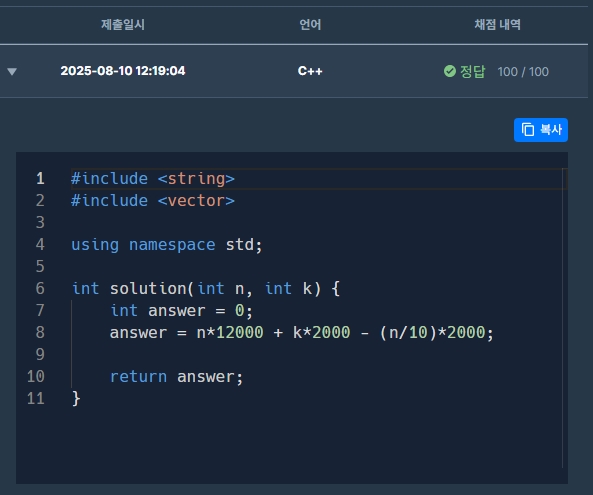 제출일시 언어 채점 내역
2025-08-10 12:19:04 C++ 정답 100 / 100
복사
1 #include <string>
2 #include <vector>
3
4 using namespace std;
5
6 int solution(int n, int k) {
7     int answer = 0;
8     answer = n*12000 + k*2000 - (n/10)*2000;
9
10     return answer;
11 }